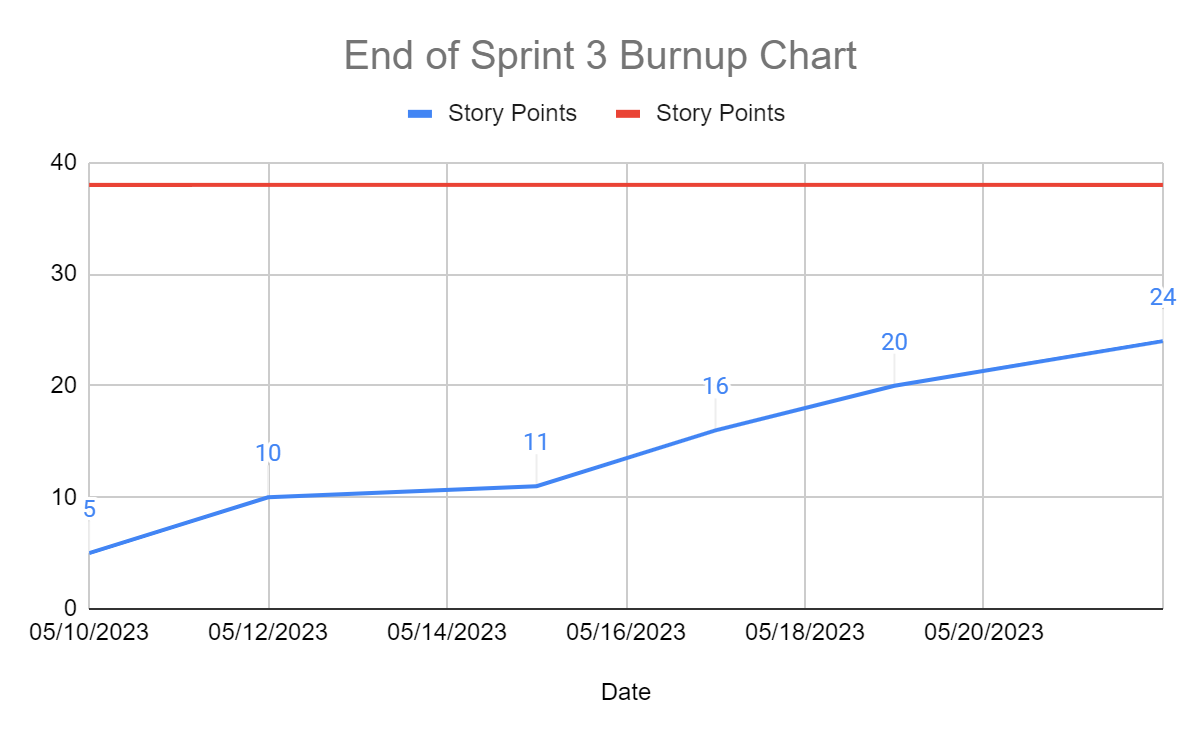 End of Sprint 3 Burnup Chart
Story Points Story Points
40
30
24
20
20
16
10
11
10
5
0
05/10/2023 05/12/2023 05/14/2023 05/16/2023 05/18/2023 05/20/2023
Date